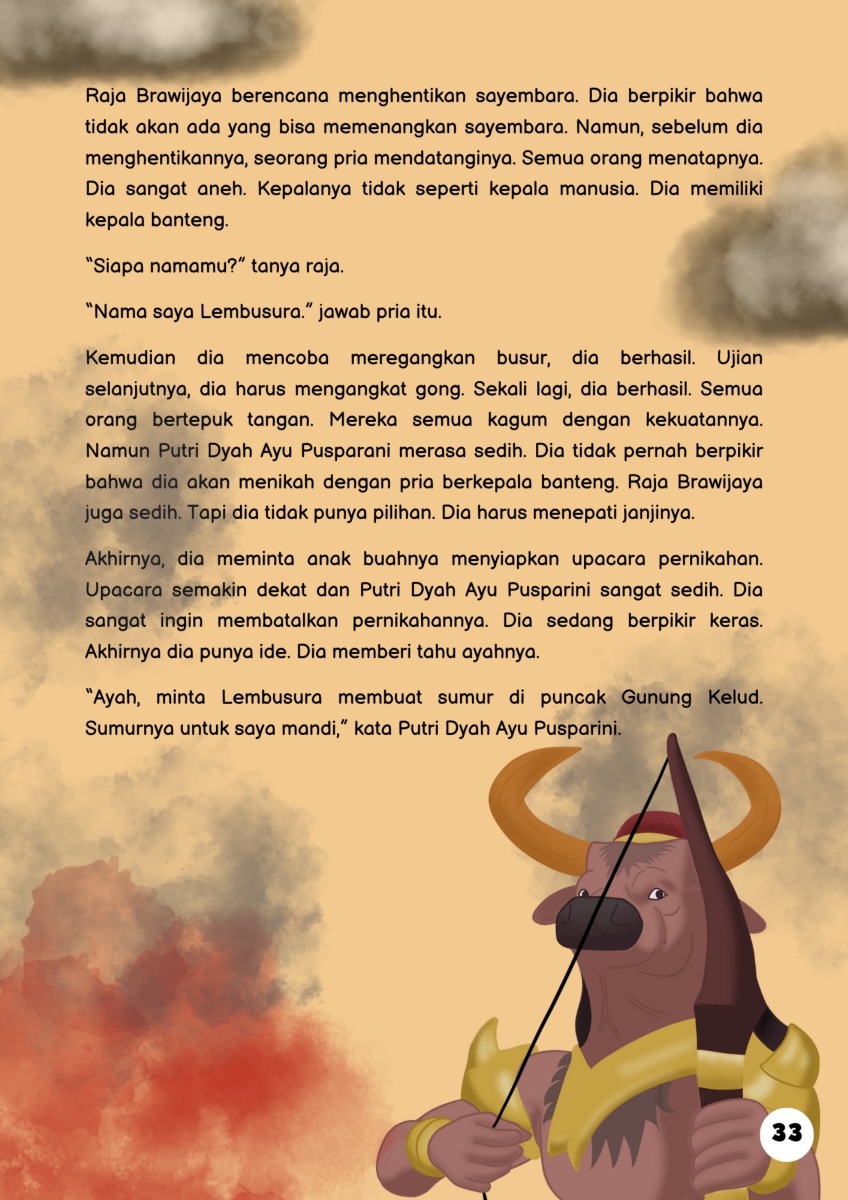 Raja Brawijaya berencana menghentikan sayembara. Dia berpikir bahwa
tidak akan ada yang bisa memenangkan sayembara. Namun, sebelum dia
menghentikannya, seorang pria mendatanginya. Semua orang menatapnya.
Dia sangat aneh. Kepalanya tidak seperti kepala manusia. Dia memiliki
kepala banteng.
“Siapa namamu?” tanya raja.
“Nama saya Lembusura.” jawab pria itu.
Kemudian dia mencoba meregangkan busur, dia berhasil. Ujian
selanjutnya, dia harus mengangkat gong. Sekali lagi, dia berhasil. Semua
orang bertepuk tangan. Mereka semua kagum dengan kekuatannya.
Namun Putri Dyah Ayu Pusparani merasa sedih. Dia tidak pernah berpikir
bahwa dia akan menikah dengan pria berkepala banteng. Raja Brawijaya
juga sedih. Tapi dia tidak punya pilihan. Dia harus menepati janjinya.
Akhirnya, dia meminta anak buahnya menyiapkan upacara pernikahan.
Upacara semakin dekat dan Putri Dyah Ayu Pusparini sangat sedih. Dia
sangat ingin membatalkan pernikahannya. Dia sedang berpikir keras.
Akhirnya dia punya ide. Dia memberi tahu ayahnya.
“Ayah, minta Lembusura membuat sumur di puncak Gunung Kelud.
Sumurnya untuk saya mandi,” kata Putri Dyah Ayu Pusparini.
33